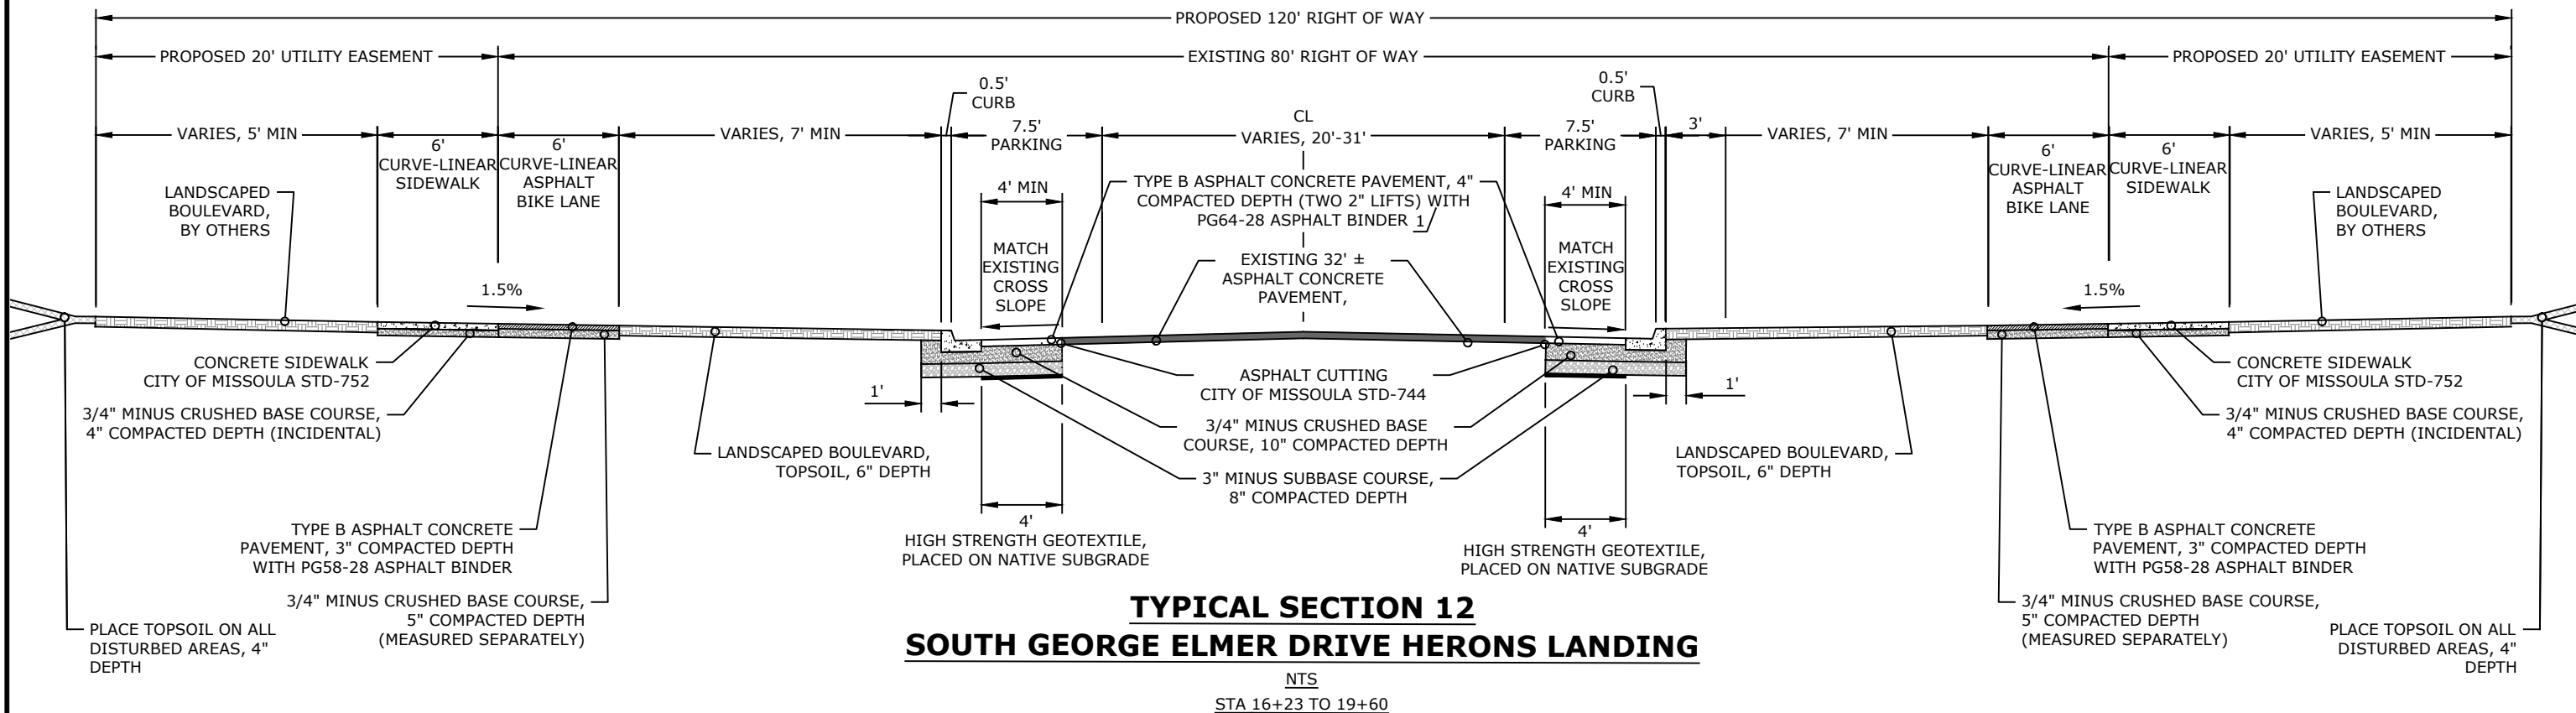 PROPOSED 120' RIGHT OF WAY
PROPOSED 20' UTILITY EASEMENT
EXISTING 80' RIGHT OF WAY
PROPOSED 20' UTILITY EASEMENT
0.5'
CURB
0.5'
CURB
VARIES, 5' MIN
6'
CURVE-LINEAR
SIDEWALK
6'
CURVE-LINEAR
ASPHALT
BIKE LANE
VARIES, 7' MIN
7.5'
PARKING
CL
VARIES, 20'-31'
7.5'
PARKING
3'
VARIES, 7' MIN
6'
CURVE-LINEAR
ASPHALT
BIKE LANE
6'
CURVE-LINEAR
SIDEWALK
VARIES, 5' MIN
LANDSCAPED
BOULEVARD,
BY OTHERS
4' MIN
TYPE B ASPHALT CONCRETE PAVEMENT, 4"
COMPACTED DEPTH (TWO 2" LIFTS) WITH
PG64-28 ASPHALT BINDER 1
4' MIN
LANDSCAPED
BOULEVARD,
BY OTHERS
MATCH
EXISTING
CROSS
SLOPE
EXISTING 32' ±
ASPHALT CONCRETE
PAVEMENT,
MATCH
EXISTING
CROSS
SLOPE
1.5%
1.5%
CONCRETE SIDEWALK
CITY OF MISSOULA STD-752
ASPHALT CUTTING
CITY OF MISSOULA STD-744
CONCRETE SIDEWALK
CITY OF MISSOULA STD-752
1'
1'
3/4" MINUS CRUSHED BASE COURSE,
4" COMPACTED DEPTH (INCIDENTAL)
3/4" MINUS CRUSHED BASE
COURSE, 10" COMPACTED DEPTH
3/4" MINUS CRUSHED BASE COURSE,
4" COMPACTED DEPTH (INCIDENTAL)
LANDSCAPED BOULEVARD,
TOPSOIL, 6" DEPTH
3" MINUS SUBBASE COURSE,
8" COMPACTED DEPTH
LANDSCAPED BOULEVARD,
TOPSOIL, 6" DEPTH
TYPE B ASPHALT CONCRETE
PAVEMENT, 3" COMPACTED DEPTH
WITH PG58-28 ASPHALT BINDER
4'
HIGH STRENGTH GEOTEXTILE,
PLACED ON NATIVE SUBGRADE
4'
HIGH STRENGTH GEOTEXTILE,
PLACED ON NATIVE SUBGRADE
TYPE B ASPHALT CONCRETE
PAVEMENT, 3" COMPACTED DEPTH
WITH PG58-28 ASPHALT BINDER
3/4" MINUS CRUSHED BASE COURSE,
5" COMPACTED DEPTH
(MEASURED SEPARATELY)
3/4" MINUS CRUSHED BASE COURSE,
5" COMPACTED DEPTH
(MEASURED SEPARATELY)
PLACE TOPSOIL ON ALL
DISTURBED AREAS, 4"
DEPTH
PLACE TOPSOIL ON ALL
DISTURBED AREAS, 4"
DEPTH
TYPICAL SECTION 12
SOUTH GEORGE ELMER DRIVE HERONS LANDING
NTS
STA 16+23 TO 19+60